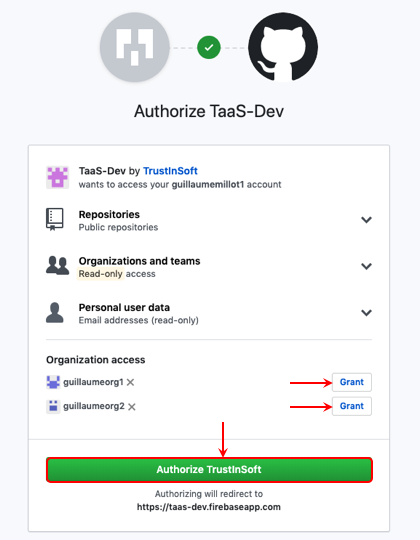 Authorize TaaS-Dev
TaaS-Dev by TrustInSoft
wants to access your guillaumemillot1 account
Repositories
Public repositories
Organizations and teams
Read-only access
Personal user data
Email addresses (read-only)
Organization access
guillaumeorg1
Grant
guillaumeorg2
Grant
Authorize TrustInSoft
Authorizing will redirect to
https://taas-dev.firebaseapp.com